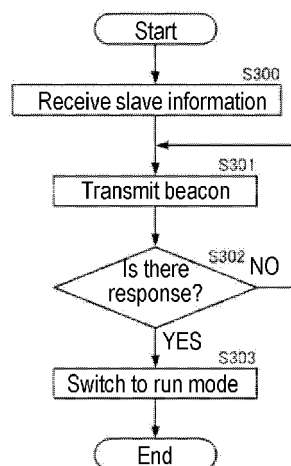 Start
S300
Receive slave information
S301
Transmit beacon
S302
Is there
response?
NO
YES
S303
Switch to run mode
End